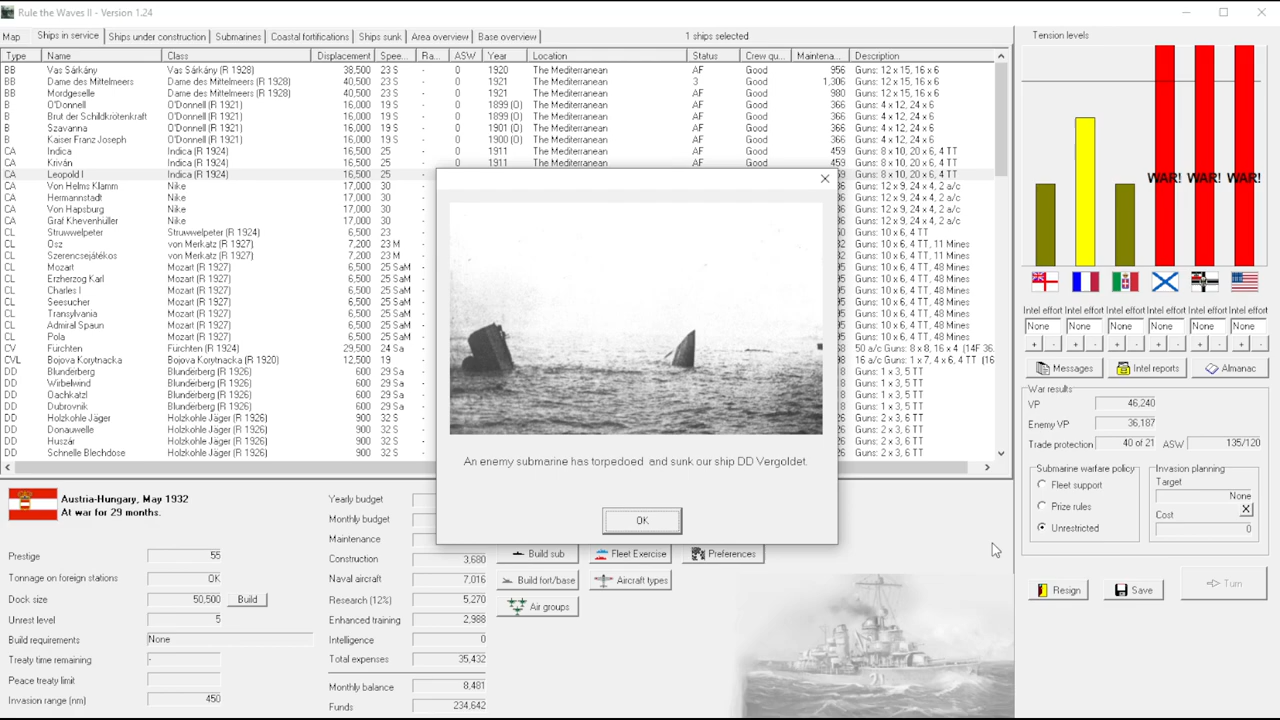 Rule the Waves II - Version 1.24
Map Ships in service Ships under construction Submarines Coastal fortifications Ships sunk Area overview Base overview 1 ships selected
Type Name Class Displacement Spee... Ra... ASW Year Location Status Crew qu... Maintena... Description
BB Vas Sárkány Vas Sárkány (R 1928) 38,500 23 S - 0 1920 The Mediterranean AF Good 956 Guns: 12 x 15, 16 x 6
BB Dame des Mittelmeers Dame des Mittelmeers (R 1928) 40,500 23 S - 0 1921 The Mediterranean AF Good 1,306 Guns: 12 x 15, 16 x 6
BB Mordgeselle Dame des Mittelmeers (R 1928) 40,500 23 S - 0 1921 The Mediterranean AF Good 980 Guns: 12 x 15, 16 x 6
B O'Donnell O'Donnell (R 1921) 16,000 19 S - 0 1899 (O) The Mediterranean AF Good 366 Guns: 4 x 12, 24 x 6
B Brut der Schildkrötenkraft O'Donnell (R 1921) 16,000 19 S - 0 1899 (O) The Mediterranean AF Good 366 Guns: 4 x 12, 24 x 6
B Szavanna O'Donnell (R 1921) 16,000 19 S - 0 1901 (O) The Mediterranean AF Good 366 Guns: 4 x 12, 24 x 6
B Kaiser Franz Joseph O'Donnell (R 1921) 16,000 19 S - 0 1900 (O) The Mediterranean AF Good 366 Guns: 4 x 12, 24 x 6
CA Indica Indica (R 1924) 16,500 25 - 0 1911 The Mediterranean AF Good 459 Guns: 8 x 10, 20 x 6, 4 TT
CA Kriván Indica (R 1924) 16,500 25 - 0 1911 The Mediterranean AF Good 459 Guns: 8 x 10, 20 x 6, 4 TT
CA Leopold I Indica (R 1924) 16,500 25 Guns: 8 x 10, 20 x 6, 4 TT
CA Von Helms Klamm Nike 17,000 30 Guns: 12 x 9, 24 x 4, 2 a/c
CA Hermannstadt Nike 17,000 30 Guns: 12 x 9, 24 x 4, 2 a/c
CA Von Hapsburg Nike 17,000 30 Guns: 12 x 9, 24 x 4, 2 a/c
CA Graf Khevenhüller Nike 17,000 30 Guns: 12 x 9, 24 x 4, 2 a/c
CL Struwwelpeter Struwwelpeter (R 1924) 6,500 23 Guns: 10 x 6, 4 TT
CL Osz von Merkatz (R 1927) 7,200 23 M Guns: 10 x 6, 4 TT, 11 Mines
CL Szerencsejátékos von Merkatz (R 1927) 7,200 23 M Guns: 10 x 6, 4 TT, 11 Mines
CL Mozart Mozart (R 1927) 6,500 25 SaM Guns: 10 x 6, 4 TT, 48 Mines
CL Erzherzog Karl Mozart (R 1927) 6,500 25 SaM Guns: 10 x 6, 4 TT, 48 Mines
CL Charles I Mozart (R 1927) 6,500 25 SaM Guns: 10 x 6, 4 TT, 48 Mines
CL Seesucher Mozart (R 1927) 6,500 25 SaM Guns: 10 x 6, 4 TT, 48 Mines
CL Transylvania Mozart (R 1927) 6,500 25 SaM Guns: 10 x 6, 4 TT, 48 Mines
CL Admiral Spaun Mozart (R 1927) 6,500 25 SaM Guns: 10 x 6, 4 TT, 48 Mines
CL Pola Mozart (R 1927) 6,500 25 SaM Guns: 10 x 6, 4 TT, 48 Mines
CV Fürchten Fürchten (R 1924) 29,500 24 Sa 50 a/c Guns: 8 x 8, 16 x 4 (14F 36
CVL Bojova Korytnacka Bojova Korytnacka (R 1920) 12,500 19 16 a/c Guns: 1 x 7, 4 x 6, 4 TT (16
DD Blunderberg Blunderberg (R 1926) 900 29 Sa Guns: 1 x 3, 5 TT
DD Wirbelwind Blunderberg (R 1926) 900 29 Sa Guns: 1 x 3, 5 TT
DD Dachkatzl Blunderberg (R 1926) 900 29 Sa Guns: 1 x 3, 5 TT
DD Dubrovnik Blunderberg (R 1926) 900 29 Sa Guns: 1 x 3, 5 TT
DD Holzkohle Jäger Holzkohle Jäger (R 1926) 900 32 S Guns: 2 x 3, 6 TT
DD Donauwelle Holzkohle Jäger (R 1926) 900 32 S Guns: 2 x 3, 6 TT
DD Huszár Holzkohle Jäger (R 1926) 900 32 S Guns: 2 x 3, 6 TT
DD Schnelle Blechdose Holzkohle Jäger (R 1926) 900 32 S Guns: 2 x 3, 6 TT
An enemy submarine has torpedoed and sunk our ship DD Vergoldet.
OK
Tension levels
WAR! WAR! WAR!
Intel effort Intel effort Intel effort Intel effort Intel effort Intel effort
None None None None None None
+ - + - + - + - + - + -
Messages Intel reports Almanac
War results
VP 46,240
Enemy VP 36,187
Trade protection 40 of 21 ASW 135/120
Submarine warfare policy
Fleet support
Prize rules
Unrestricted
Invasion planning
Target
None
Cost X
0
Resign Save Turn
Austria-Hungary, May 1932
At war for 29 months.
Prestige 55
Tonnage on foreign stations OK
Dock size 50,500 Build
Unrest level 5
Build requirements None
Treaty time remaining -
Peace treaty limit
Invasion range (nm) 450
Yearly budget
Monthly budget
Maintenance
Construction 3,680
Naval aircraft 7,016
Research (12%) 5,270
Enhanced training 2,988
Intelligence 0
Total expenses 35,432
Monthly balance 8,481
Funds 234,642
Build sub Fleet Exercise Preferences
Build fort/base Aircraft types
Air groups